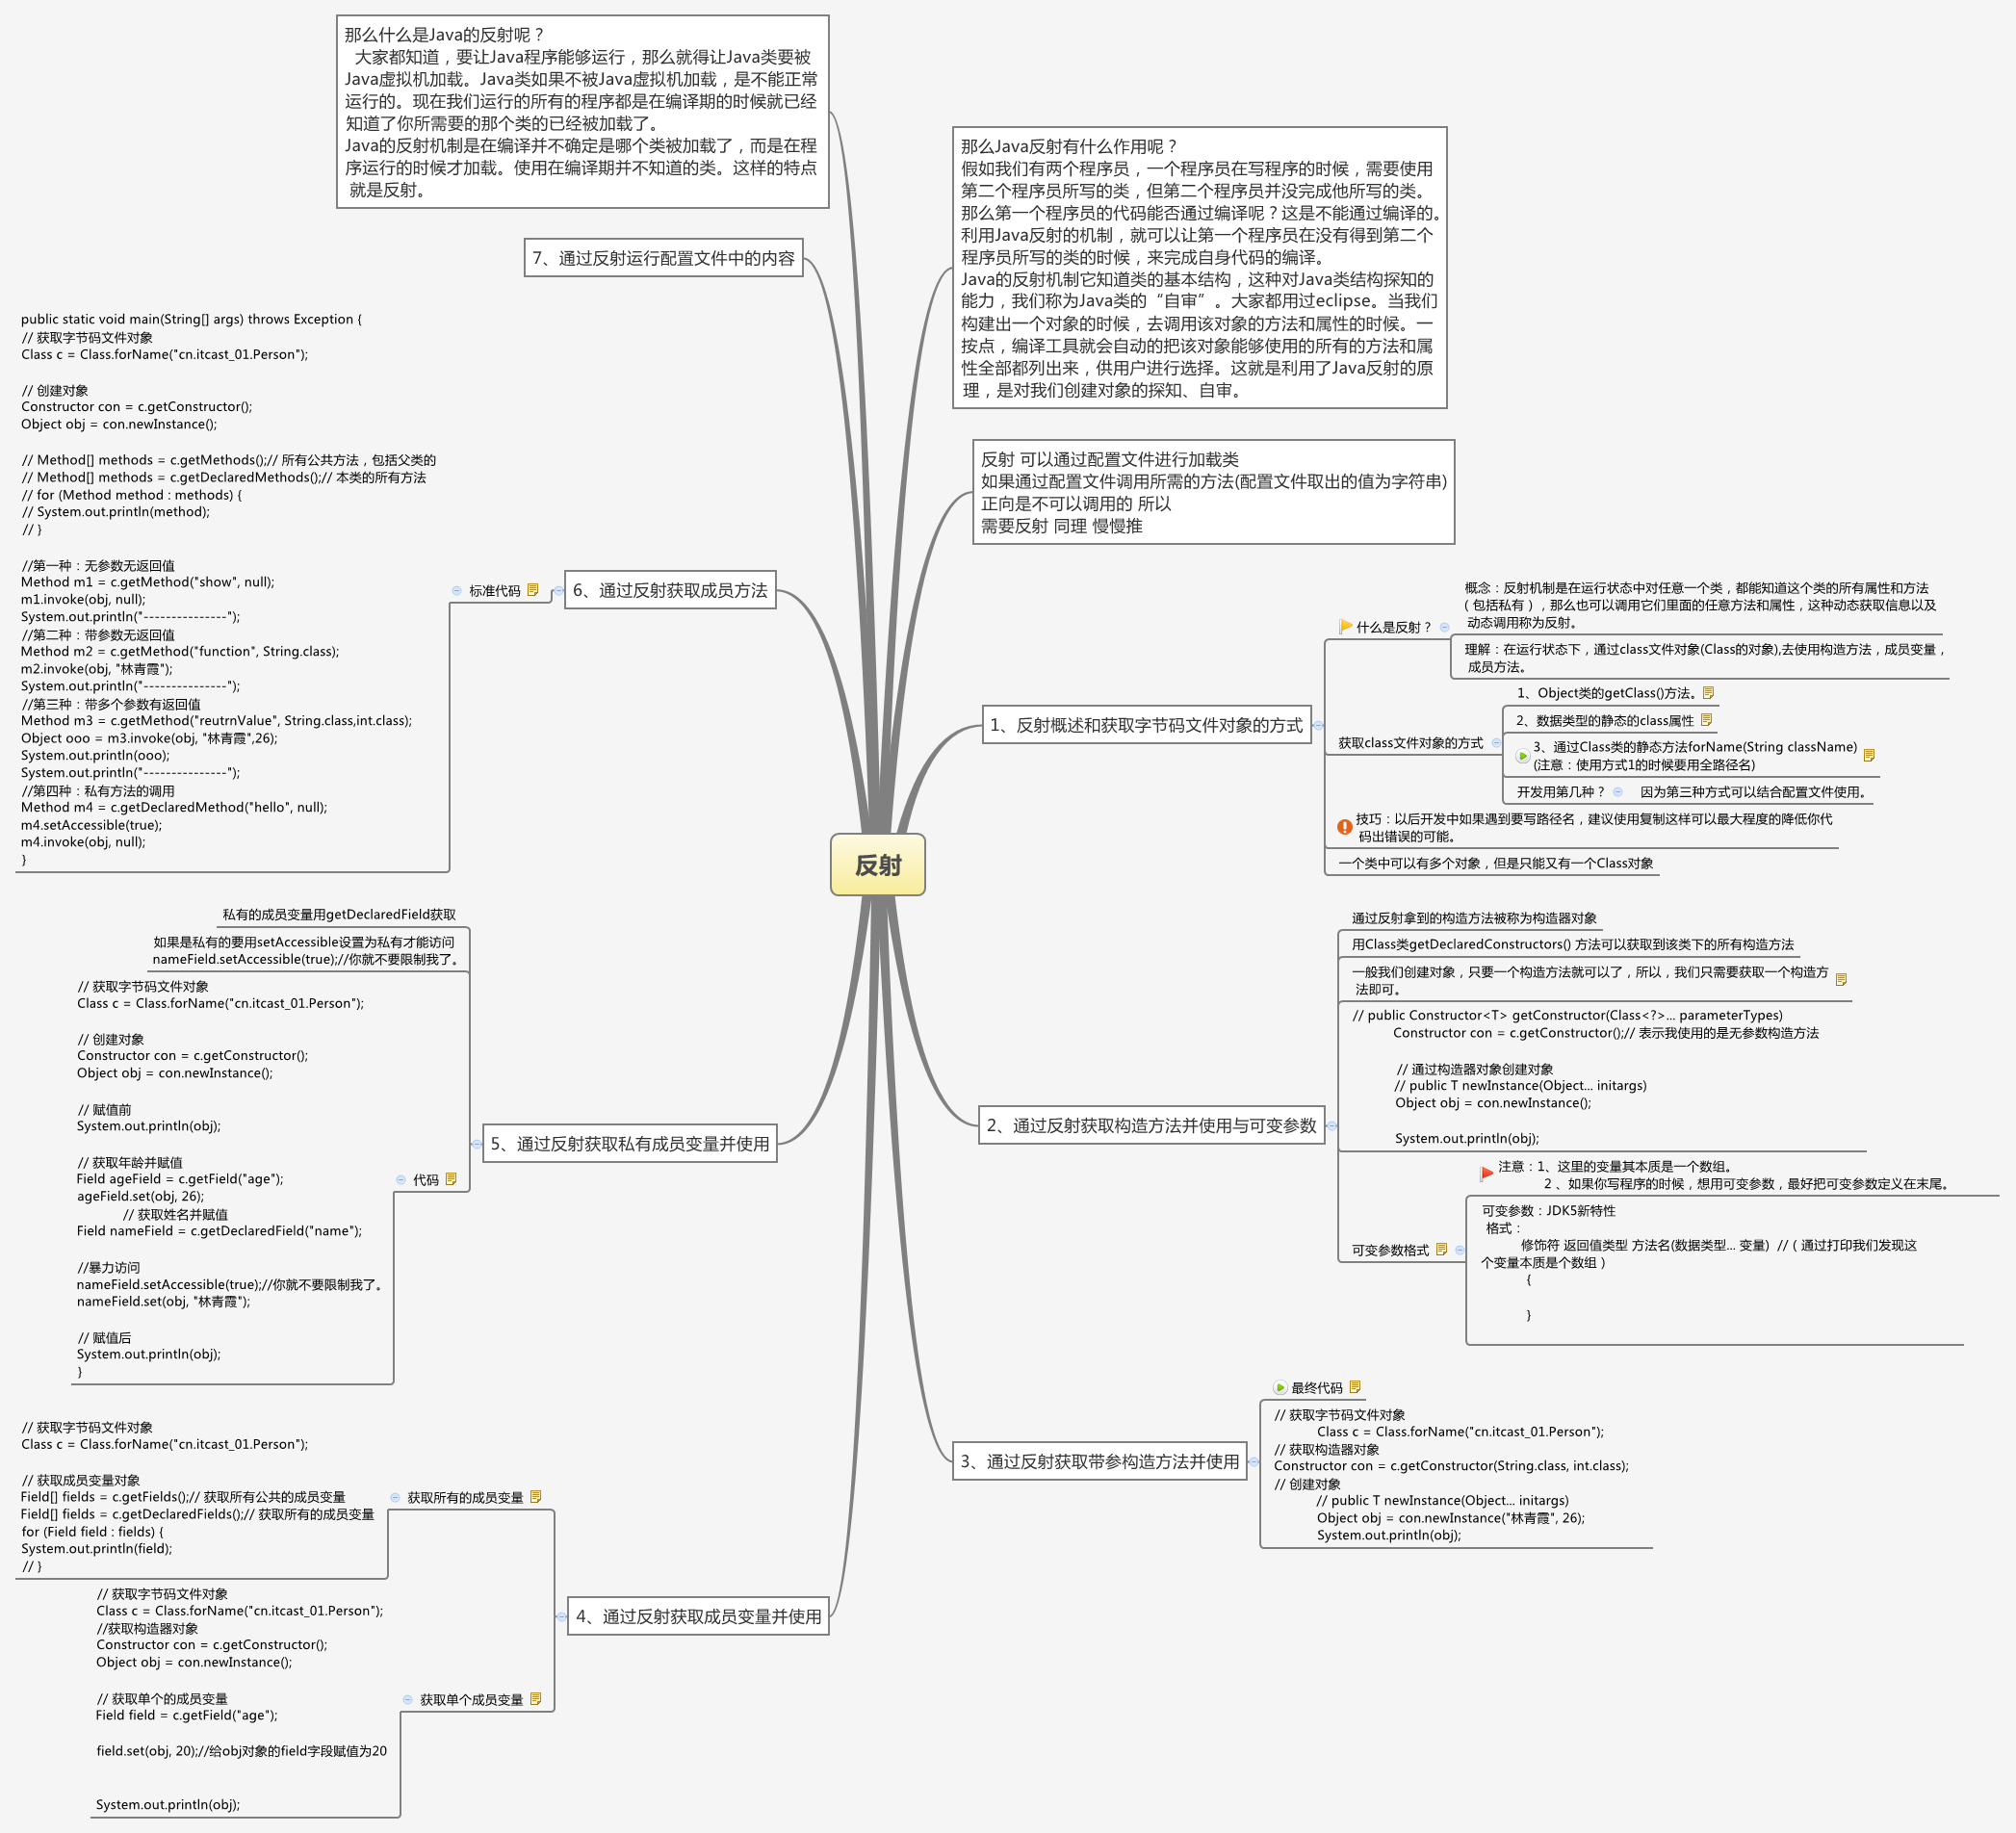 那么什么是Java的反射呢？
大家都知道，要让Java程序能够运行，那么就得让Java类要被
Java虚拟机加载。Java类如果不被Java虚拟机加载，是不能正常
运行的。现在我们运行的所有的程序都是在编译期的时候就已经
知道了你所需要的那个类的已经被加载了。
Java的反射机制是在编译并不确定是哪个类被加载了，而是在程
序运行的时候才加载。使用在编译期并不知道的类。这样的特点
就是反射。
7、通过反射运行配置文件中的内容
6、通过反射获取成员方法
标准代码
public static void main(String[] args) throws Exception {
// 获取字节码文件对象
Class c = Class.forName("cn.itcast_01.Person");
// 创建对象
Constructor con = c.getConstructor();
Object obj = con.newInstance();
// Method[] methods = c.getMethods();// 所有公共方法，包括父类的
// Method[] methods = c.getDeclaredMethods();// 本类的所有方法
// for (Method method : methods) {
// System.out.println(method);
// }
//第一种：无参数无返回值
Method m1 = c.getMethod("show", null);
m1.invoke(obj, null);
System.out.println("---------------");
//第二种：带参数无返回值
Method m2 = c.getMethod("function", String.class);
m2.invoke(obj, "林青霞");
System.out.println("---------------");
//第三种：带多个参数有返回值
Method m3 = c.getMethod("reutrnValue", String.class,int.class);
Object ooo = m3.invoke(obj, "林青霞",26);
System.out.println(ooo);
System.out.println("---------------");
//第四种：私有方法的调用
Method m4 = c.getDeclaredMethod("hello", null);
m4.setAccessible(true);
m4.invoke(obj, null);
}
反射
5、通过反射获取私有成员变量并使用
私有的成员变量用getDeclaredField获取
如果是私有的要用setAccessible设置为私有才能访问
nameField.setAccessible(true);//你就不要限制我了。
代码
// 获取字节码文件对象
Class c = Class.forName("cn.itcast_01.Person");
// 创建对象
Constructor con = c.getConstructor();
Object obj = con.newInstance();
// 赋值前
System.out.println(obj);
// 获取年龄并赋值
Field ageField = c.getField("age");
ageField.set(obj, 26);
// 获取姓名并赋值
Field nameField = c.getDeclaredField("name");
//暴力访问
nameField.setAccessible(true);//你就不要限制我了。
nameField.set(obj, "林青霞");
// 赋值后
System.out.println(obj);
}
4、通过反射获取成员变量并使用
获取所有的成员变量
// 获取字节码文件对象
Class c = Class.forName("cn.itcast_01.Person");
// 获取成员变量对象
Field[] fields = c.getFields();// 获取所有公共的成员变量
Field[] fields = c.getDeclaredFields();// 获取所有的成员变量
for (Field field : fields) {
System.out.println(field);
// }
获取单个成员变量
// 获取字节码文件对象
Class c = Class.forName("cn.itcast_01.Person");
//获取构造器对象
Constructor con = c.getConstructor();
Object obj = con.newInstance();
// 获取单个的成员变量
Field field = c.getField("age");
field.set(obj, 20);//给obj对象的field字段赋值为20
System.out.println(obj);
那么Java反射有什么作用呢？
假如我们有两个程序员，一个程序员在写程序的时候，需要使用
第二个程序员所写的类，但第二个程序员并没完成他所写的类。
那么第一个程序员的代码能否通过编译呢？这是不能通过编译的。
利用Java反射的机制，就可以让第一个程序员在没有得到第二个
程序员所写的类的时候，来完成自身代码的编译。
Java的反射机制它知道类的基本结构，这种对Java类结构探知的
能力，我们称为Java类的“自审”。大家都用过eclipse。当我们
构建出一个对象的时候，去调用该对象的方法和属性的时候。一
按点，编译工具就会自动的把该对象能够使用的所有的方法和属
性全部都列出来，供用户进行选择。这就是利用了Java反射的原
理，是对我们创建对象的探知、自审。
反射 可以通过配置文件进行加载类
如果通过配置文件调用所需的方法(配置文件取出的值为字符串)
正向是不可以调用的 所以
需要反射 同理 慢慢推
1、反射概述和获取字节码文件对象的方式
什么是反射？
概念：反射机制是在运行状态中对任意一个类，都能知道这个类的所有属性和方法
（包括私有），那么也可以调用它们里面的任意方法和属性，这种动态获取信息以及
动态调用称为反射。
理解：在运行状态下，通过class文件对象(Class的对象),去使用构造方法，成员变量，
成员方法。
获取class文件对象的方式
1、Object类的getClass()方法。
2、数据类型的静态的class属性
3、通过Class类的静态方法forName(String className)
(注意：使用方式1的时候要用全路径名)
开发用第几种？
因为第三种方式可以结合配置文件使用。
技巧：以后开发中如果遇到要写路径名，建议使用复制这样可以最大程度的降低你代
码出错误的可能。
一个类中可以有多个对象，但是只能又有一个Class对象
2、通过反射获取构造方法并使用与可变参数
通过反射拿到的构造方法被称为构造器对象
用Class类getDeclaredConstructors() 方法可以获取到该类下的所有构造方法
一般我们创建对象，只要一个构造方法就可以了，所以，我们只需要获取一个构造方
法即可。
// public Constructor<T> getConstructor(Class<?>... parameterTypes)
Constructor con = c.getConstructor();// 表示我使用的是无参数构造方法
// 通过构造器对象创建对象
// public T newInstance(Object... initargs)
Object obj = con.newInstance();
System.out.println(obj);
可变参数格式
注意：1、这里的变量其本质是一个数组。
2 、如果你写程序的时候，想用可变参数，最好把可变参数定义在末尾。
可变参数：JDK5新特性
格式：
修饰符 返回值类型 方法名(数据类型... 变量) //（通过打印我们发现这
个变量本质是个数组）
{
}
3、通过反射获取带参构造方法并使用
最终代码
// 获取字节码文件对象
Class c = Class.forName("cn.itcast_01.Person");
// 获取构造器对象
Constructor con = c.getConstructor(String.class, int.class);
// 创建对象
// public T newInstance(Object... initargs)
Object obj = con.newInstance("林青霞", 26);
System.out.println(obj);